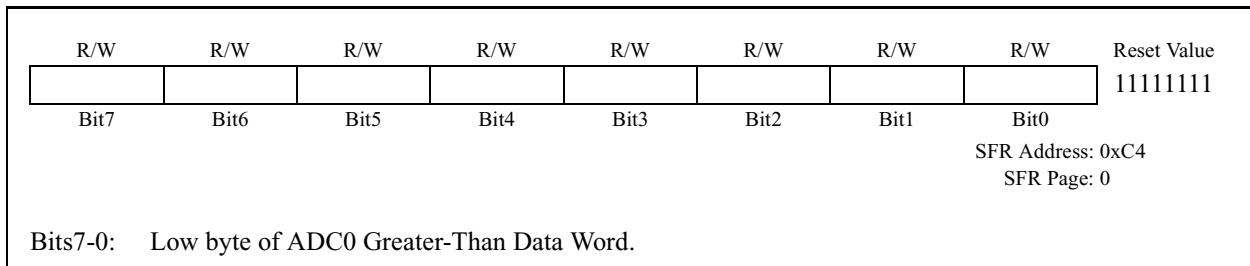 R/W R/W R/W R/W R/W R/W R/W R/W Reset Value
11111111
Bit7 Bit6 Bit5 Bit4 Bit3 Bit2 Bit1 Bit0
SFR Address: 0xC4
SFR Page: 0
Bits7-0: Low byte of ADC0 Greater-Than Data Word.